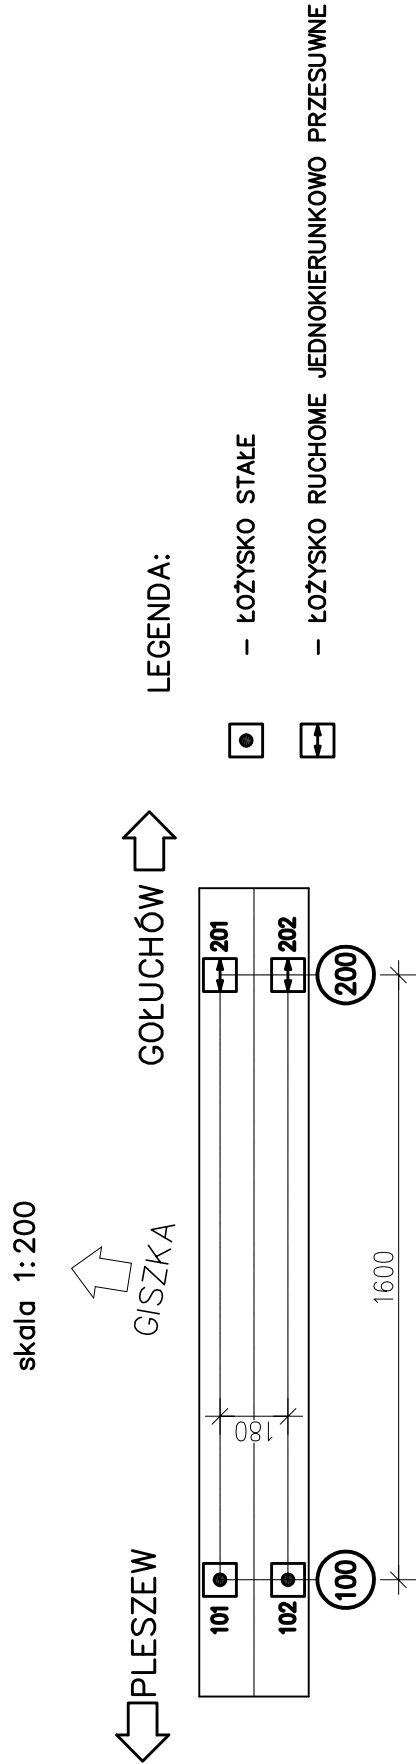 skala 1:200
PLESZEW
GISZKA
GOŁUCHÓW
101
102
100
180
1600
201
202
200
LEGENDA:
– ŁOŻYSKO STAŁE
– ŁOŻYSKO RUCHOME JEDNOKIERUNKOWO PRZESUWNE